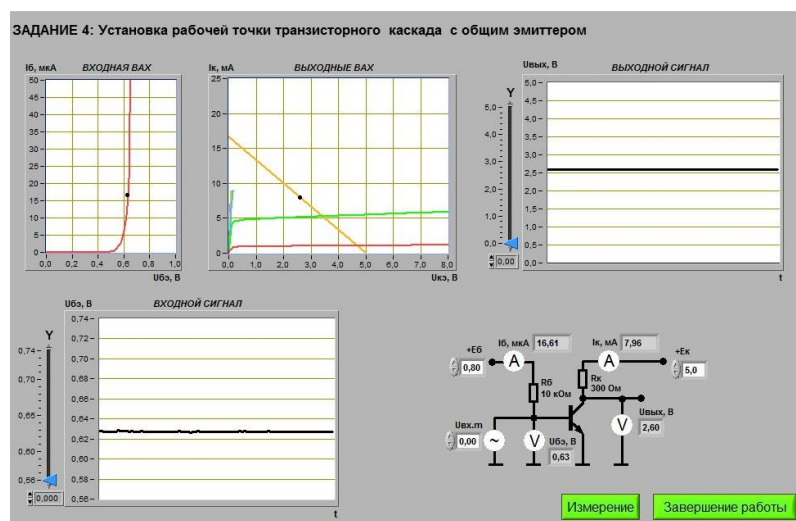 ЗАДАНИЕ 4: Установка рабочей точки транзисторного каскада с общим эмиттером
Iб, мкА ВХОДНАЯ ВАХ
50
45
40
35
30
25
20
15
10
5
0
0,0 0,2 0,4 0,6 0,8 1,0
Uбэ, В
Iк, мА ВЫХОДНЫЕ ВАХ
25
20
15
10
5
0
0,0 1,0 2,0 3,0 4,0 5,0 6,0 7,0 8,0
Uкэ, В
Uвых, В ВЫХОДНОЙ СИГНАЛ
Y
5,0
4,0
3,0
2,0
1,0
0,0
0,00
5,0
4,5
4,0
3,5
3,0
2,5
2,0
1,5
1,0
0,5
0,0
t
Uбэ, В ВХОДНОЙ СИГНАЛ
Y
0,74
0,70
0,65
0,60
0,56
0,000
0,74
0,72
0,70
0,68
0,66
0,64
0,62
0,60
0,58
0,56
t
+Eб
0,80
Iб, мкА 16,61
A
Iк, мА 7,96
A
+Eк
5,0
Rб
10 кОм
Rк
300 Ом
Uвх.m
0,00
~
V
Uбэ, В
0,63
V
Uвых, В
2,60
Измерение
Завершение работы